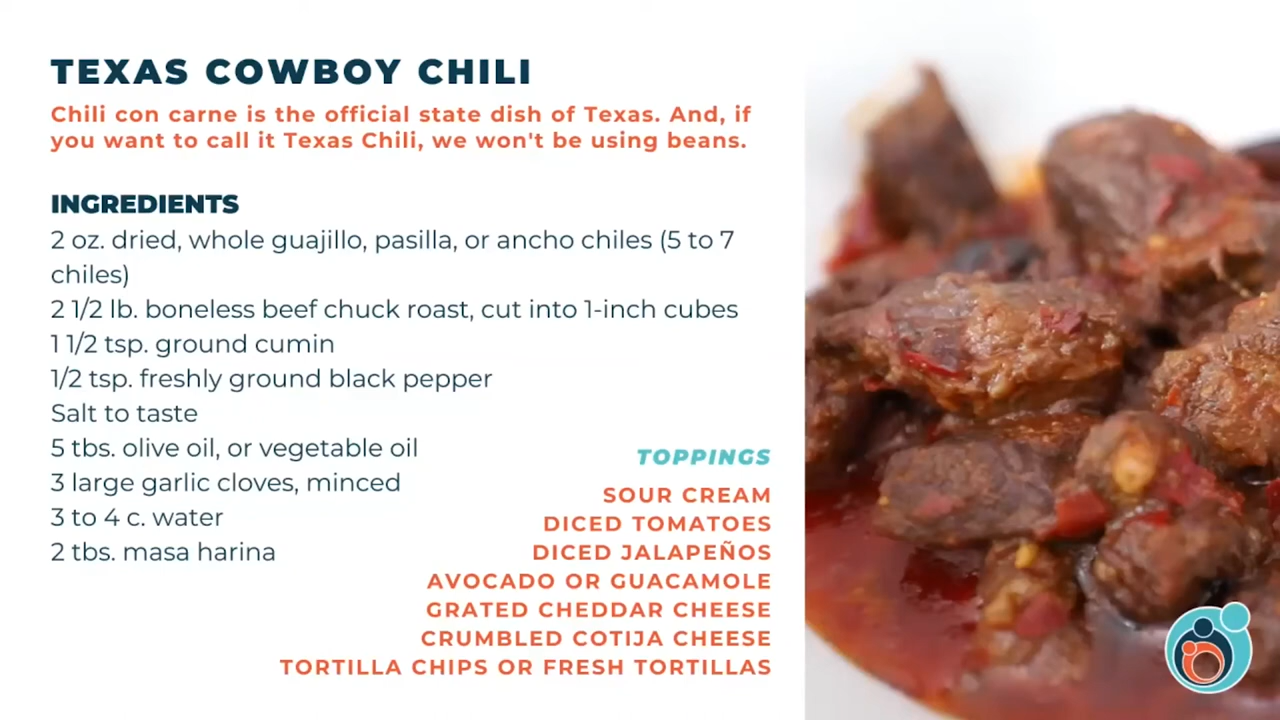 TEXAS COWBOY CHILI
Chili con carne is the official state dish of Texas. And, if
you want to call it Texas Chili, we won't be using beans.
INGREDIENTS
2 oz. dried, whole guajillo, pasilla, or ancho chiles (5 to 7
chiles)
2 1/2 lb. boneless beef chuck roast, cut into 1-inch cubes
1 1/2 tsp. ground cumin
1/2 tsp. freshly ground black pepper
Salt to taste
5 tbs. olive oil, or vegetable oil
3 large garlic cloves, minced
3 to 4 c. water
2 tbs. masa harina
TOPPINGS
SOUR CREAM
DICED TOMATOES
DICED JALAPEÑOS
AVOCADO OR GUACAMOLE
GRATED CHEDDAR CHEESE
CRUMBLED COTIJA CHEESE
TORTILLA CHIPS OR FRESH TORTILLAS